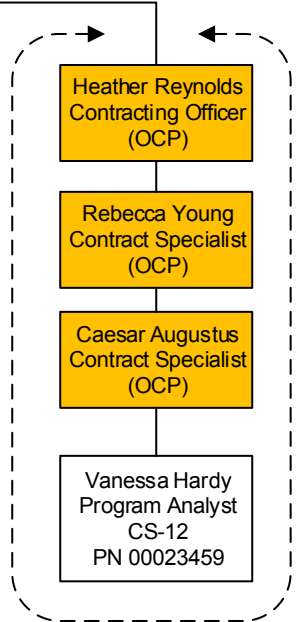 Heather Reynolds
Contracting Officer
(OCP)
Rebecca Young
Contract Specialist
(OCP)
Caesar Augustus
Contract Specialist
(OCP)
Vanessa Hardy
Program Analyst
CS-12
PN 00023459